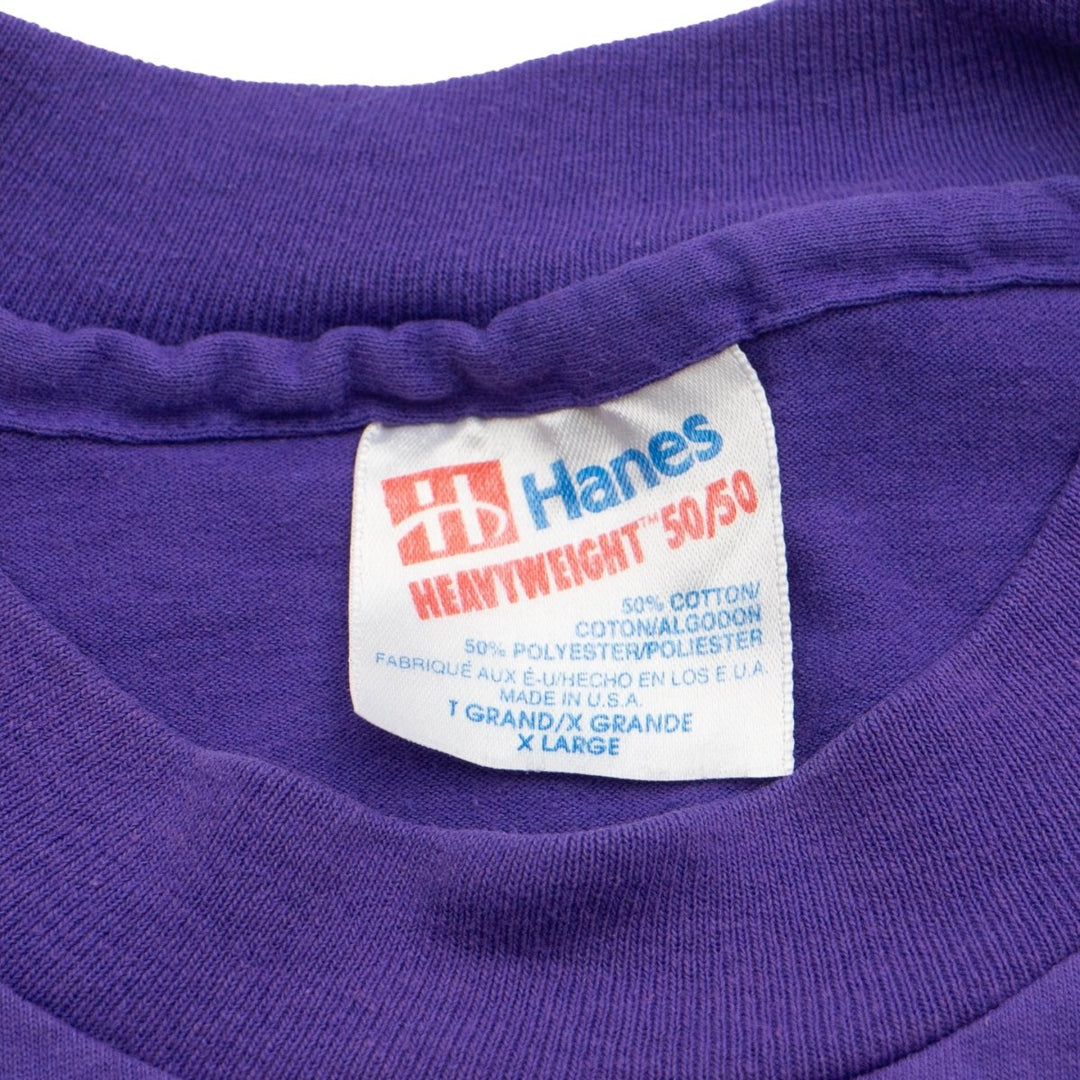 Hanes
HEAVYWEIGHT™ 50/50
50% COTTON/
COTON/ALGODON
50% POLYESTER/POLIESTER
FABRIQUÉ AUX É-U/HECHO EN LOS E.U.A.
MADE IN U.S.A.
T GRAND/X GRANDE
X LARGE